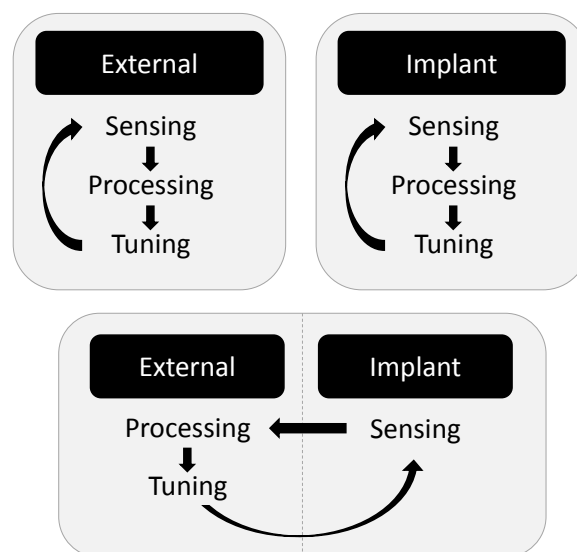 External
Sensing
Processing
Tuning
Implant
Sensing
Processing
Tuning
External
Implant
Processing
Sensing
Tuning